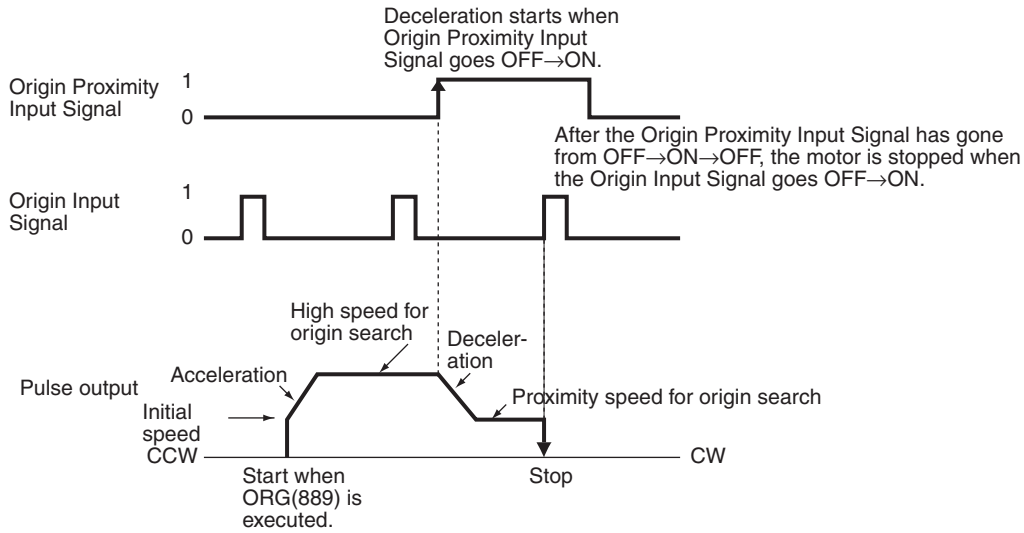 Deceleration starts when
Origin Proximity Input
Signal goes OFF→ON.
Origin Proximity
Input Signal
1
0
After the Origin Proximity Input Signal has gone
from OFF→ON→OFF, the motor is stopped when
the Origin Input Signal goes OFF→ON.
Origin Input
Signal
1
0
High speed for
origin search
Deceler-
ation
Pulse output
Acceleration
Proximity speed for origin search
Initial
speed
CCW
CW
Start when
ORG(889) is
executed.
Stop